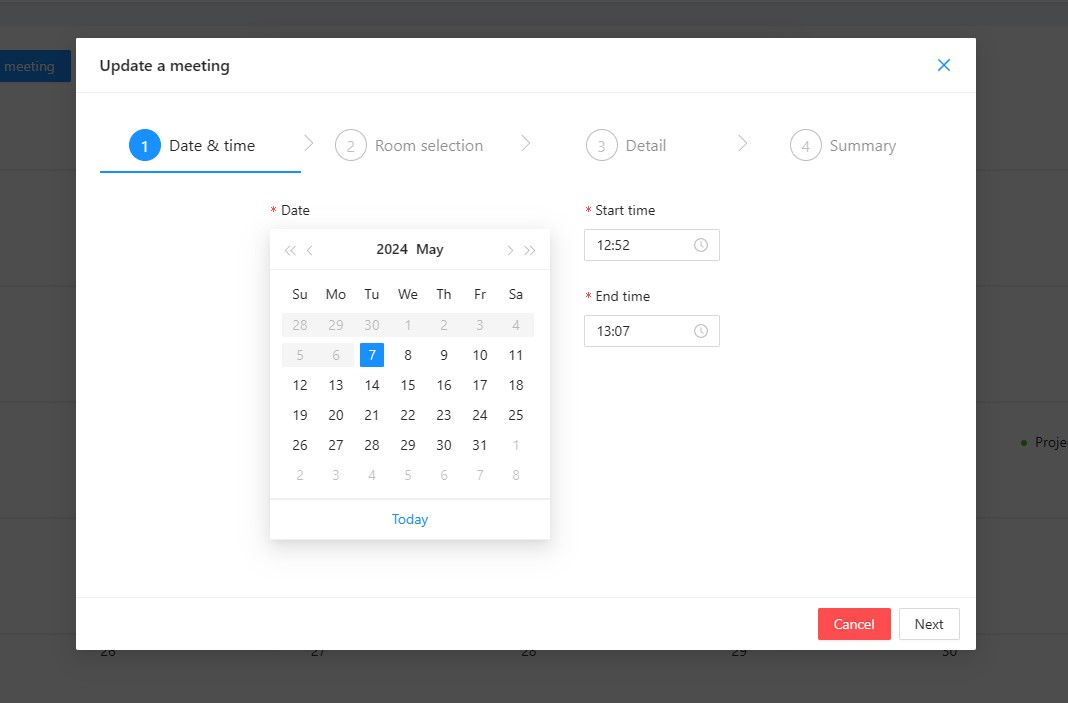 meeting
Update a meeting
1 Date & time
2 Room selection
3 Detail
4 Summary
* Date
2024 May
Su Mo Tu We Th Fr Sa
28 29 30 1 2 3 4
5 6 7 8 9 10 11
12 13 14 15 16 17 18
19 20 21 22 23 24 25
26 27 28 29 30 31 1
2 3 4 5 6 7 8
Today
* Start time
12:52
* End time
13:07
Cancel Next
26 27 28 29 30